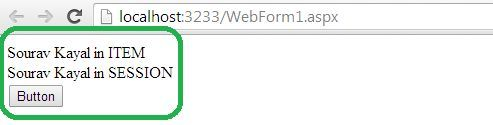 localhost:3233/WebForm1.aspx
Sourav Kayal in ITEM
Sourav Kayal in SESSION
Button